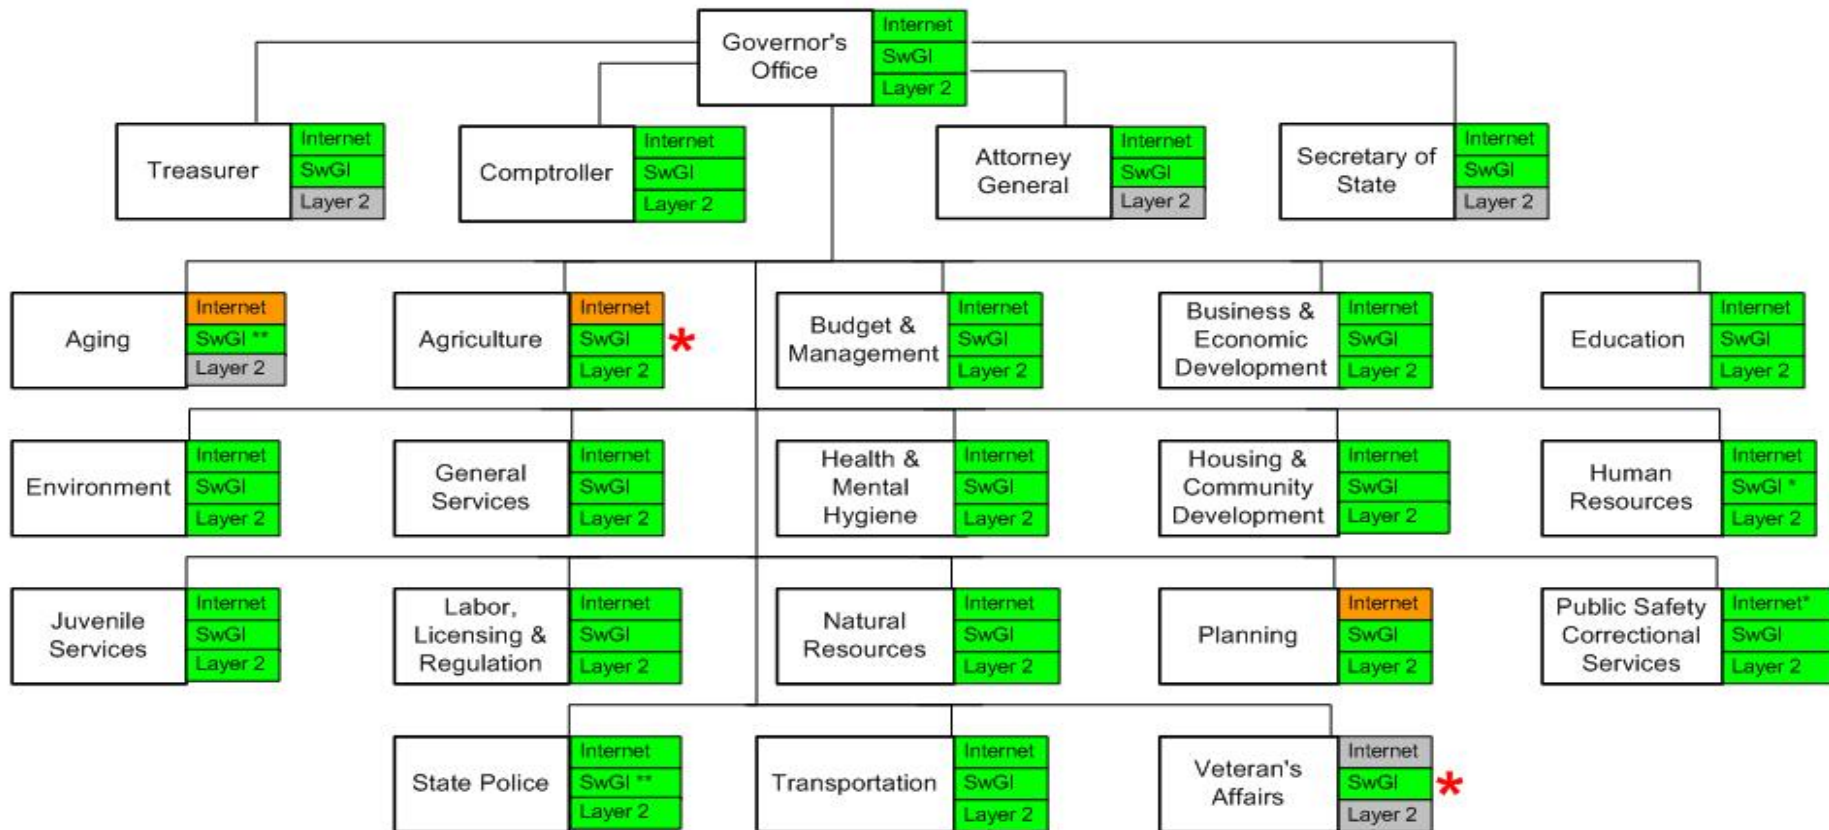 Governor's
Office
Internet
SwGI
Layer 2
Treasurer
Internet
SwGI
Layer 2
Comptroller
Internet
SwGI
Layer 2
Attorney
General
Internet
SwGI
Layer 2
Secretary of
State
Internet
SwGI
Layer 2
Aging
Internet
SwGI **
Layer 2
Agriculture
Internet
SwGI
Layer 2
*
Budget &
Management
Internet
SwGI
Layer 2
Business &
Economic
Development
Internet
SwGI
Layer 2
Education
Internet
SwGI
Layer 2
Environment
Internet
SwGI
Layer 2
General
Services
Internet
SwGI
Layer 2
Health &
Mental
Hygiene
Internet
SwGI
Layer 2
Housing &
Community
Development
Internet
SwGI
Layer 2
Human
Resources
Internet
SwGI *
Layer 2
Juvenile
Services
Internet
SwGI
Layer 2
Labor,
Licensing &
Regulation
Internet
SwGI
Layer 2
Natural
Resources
Internet
SwGI
Layer 2
Planning
Internet
SwGI
Layer 2
Public Safety
Correctional
Services
Internet*
SwGI
Layer 2
State Police
Internet
SwGI **
Layer 2
Transportation
Internet
SwGI
Layer 2
Veteran's
Affairs
Internet
SwGI
Layer 2
*